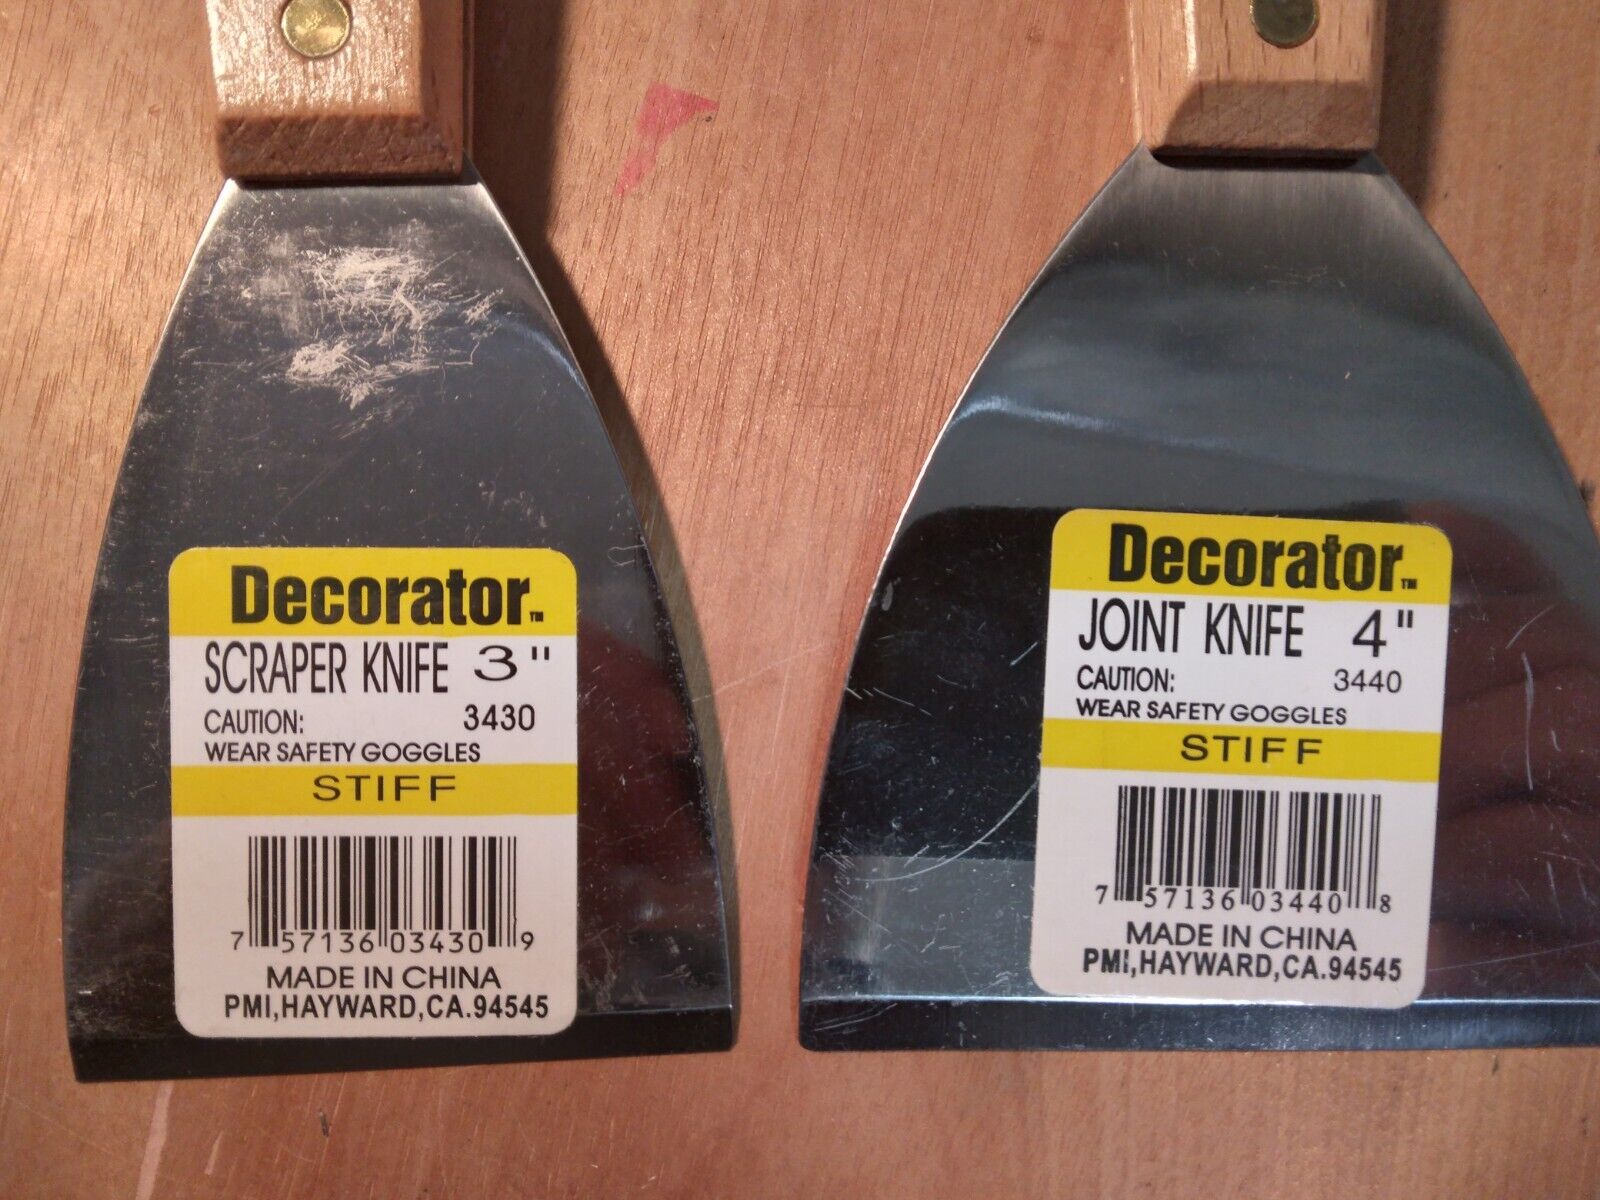 Decorator™
SCRAPER KNIFE 3"
CAUTION: 3430
WEAR SAFETY GOGGLES
STIFF
7 57136 03430 9
MADE IN CHINA
PMI,HAYWARD,CA.94545
Decorator™
JOINT KNIFE 4"
CAUTION: 3440
WEAR SAFETY GOGGLES
STIFF
7 57136 03440 8
MADE IN CHINA
PMI,HAYWARD,CA.94545